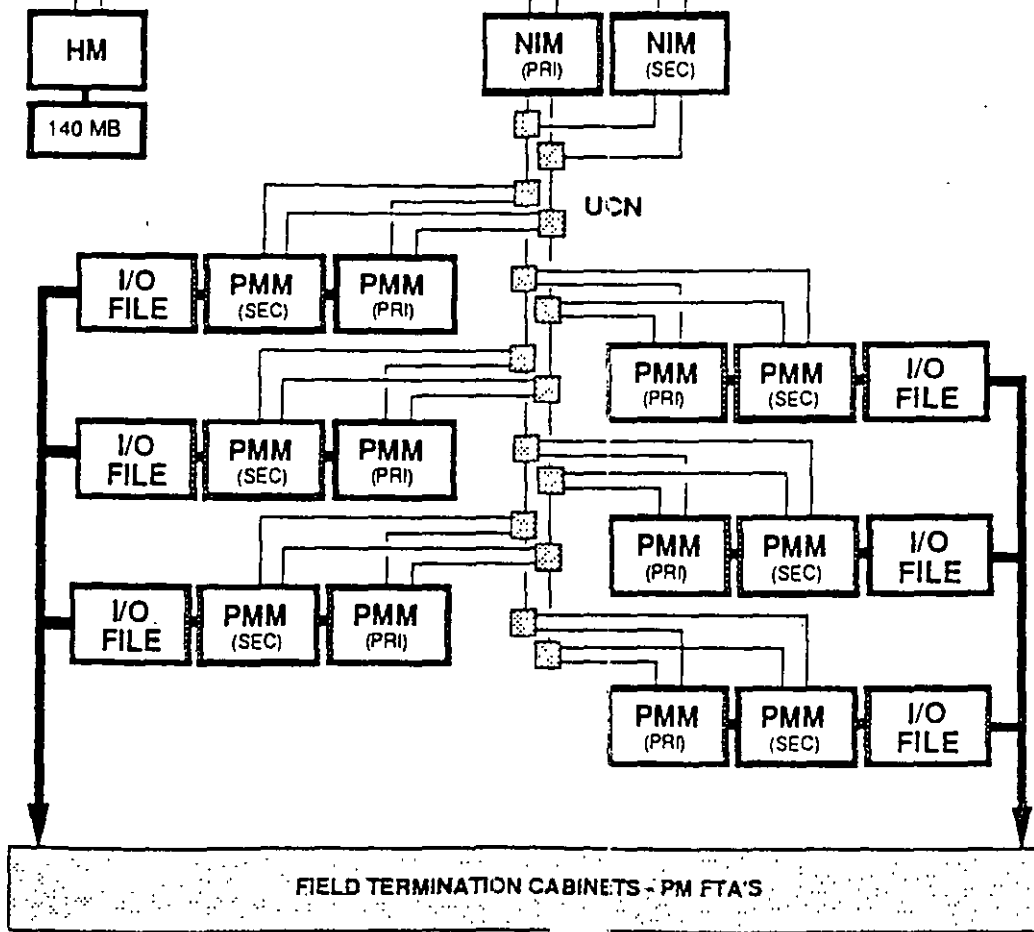 HM
140 MB
NIM
(PRI)
NIM
(SEC)
UCN
I/O
FILE
PMM
(SEC)
PMM
(PRI)
PMM
(PRI)
PMM
(SEC)
I/O
FILE
I/O
FILE
PMM
(SEC)
PMM
(PRI)
PMM
(PRI)
PMM
(SEC)
I/O
FILE
I/O
FILE
PMM
(SEC)
PMM
(PRI)
PMM
(PRI)
PMM
(SEC)
I/O
FILE
FIELD TERMINATION CABINETS - PM FTA'S